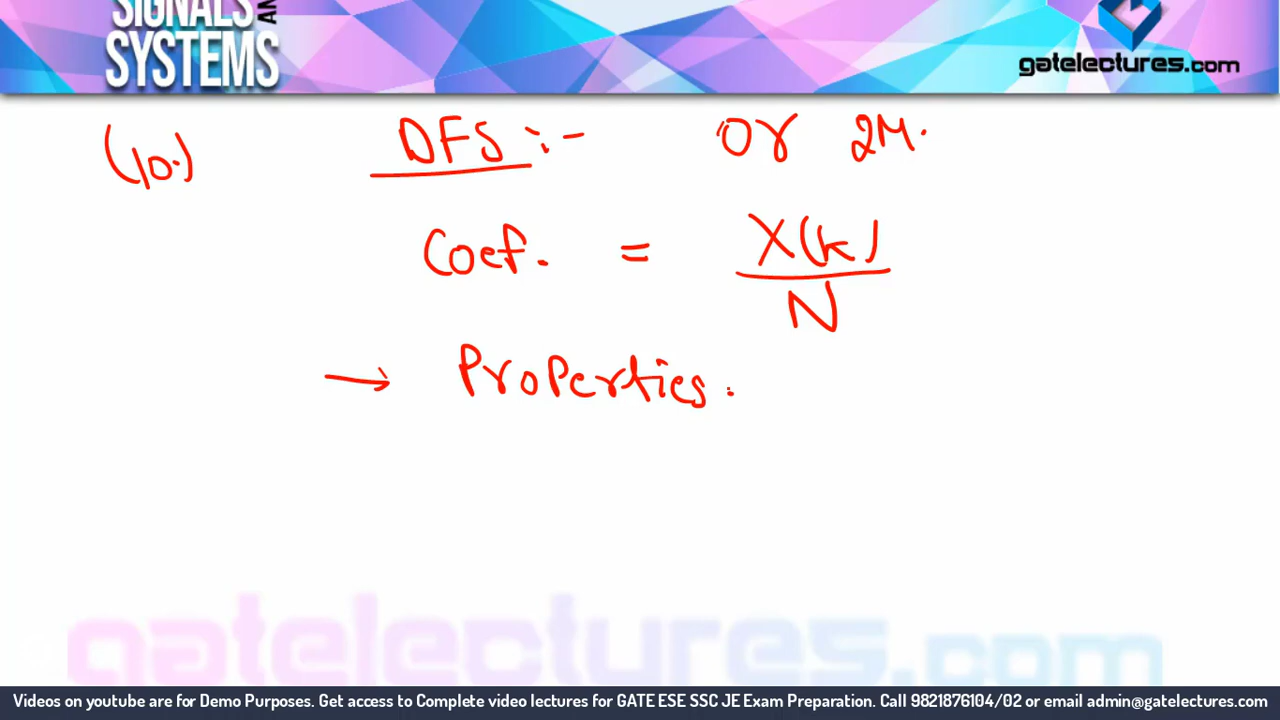 SIGNALS AND
SYSTEMS
gatelectures.com
(10.) DFS :- Or 2M.
Coef. = X(k) / N
→ Properties :
gatelectures.com
Videos on youtube are for Demo Purposes. Get access to Complete video lectures for GATE ESE SSC JE Exam Preparation. Call 9821876104/02 or email admin@gatelectures.com